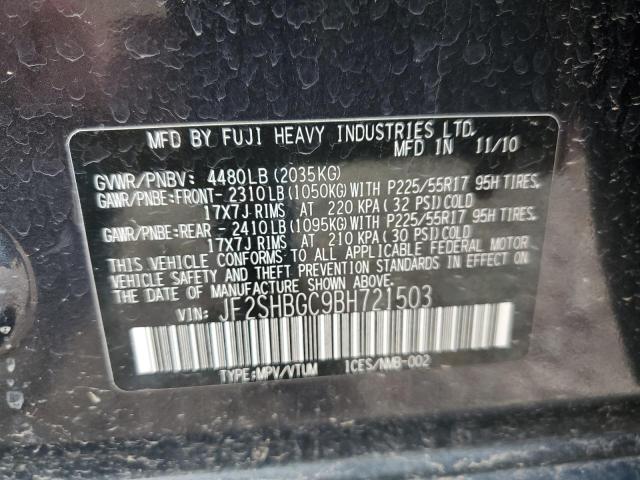 MFD BY FUJI HEAVY INDUSTRIES LTD.
MFD IN 11/10
GVWR/PNBV: 4480LB (2035KG)
GAWR/PNBE:FRONT- 2310LB (1050KG) WITH P225/55R17 95H TIRES,
17X7J RIMS AT 220 KPA (32 PSI) COLD
GAWR/PNBE:REAR - 2410LB (1095KG) WITH P225/55R17 95H TIRES,
17X7J RIMS AT 210 KPA (30 PSI) COLD
THIS VEHICLE CONFORMS TO ALL APPLICABLE FEDERAL MOTOR
VEHICLE SAFETY AND BUMPER STANDARDS IN EFFECT ON THE
DATE OF MANUFACTURE SHOWN ABOVE.
VIN: JF2SHBGC9BH721503
TYPE:MPV/VTUM ICES/NMB-002